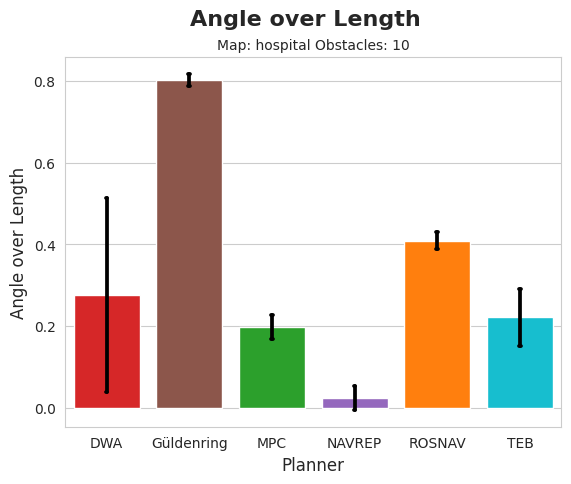 Angle over Length
Map: hospital Obstacles: 10
Angle over Length
0.8
0.6
0.4
0.2
0.0
DWA Güldenring MPC NAVREP ROSNAV TEB
Planner